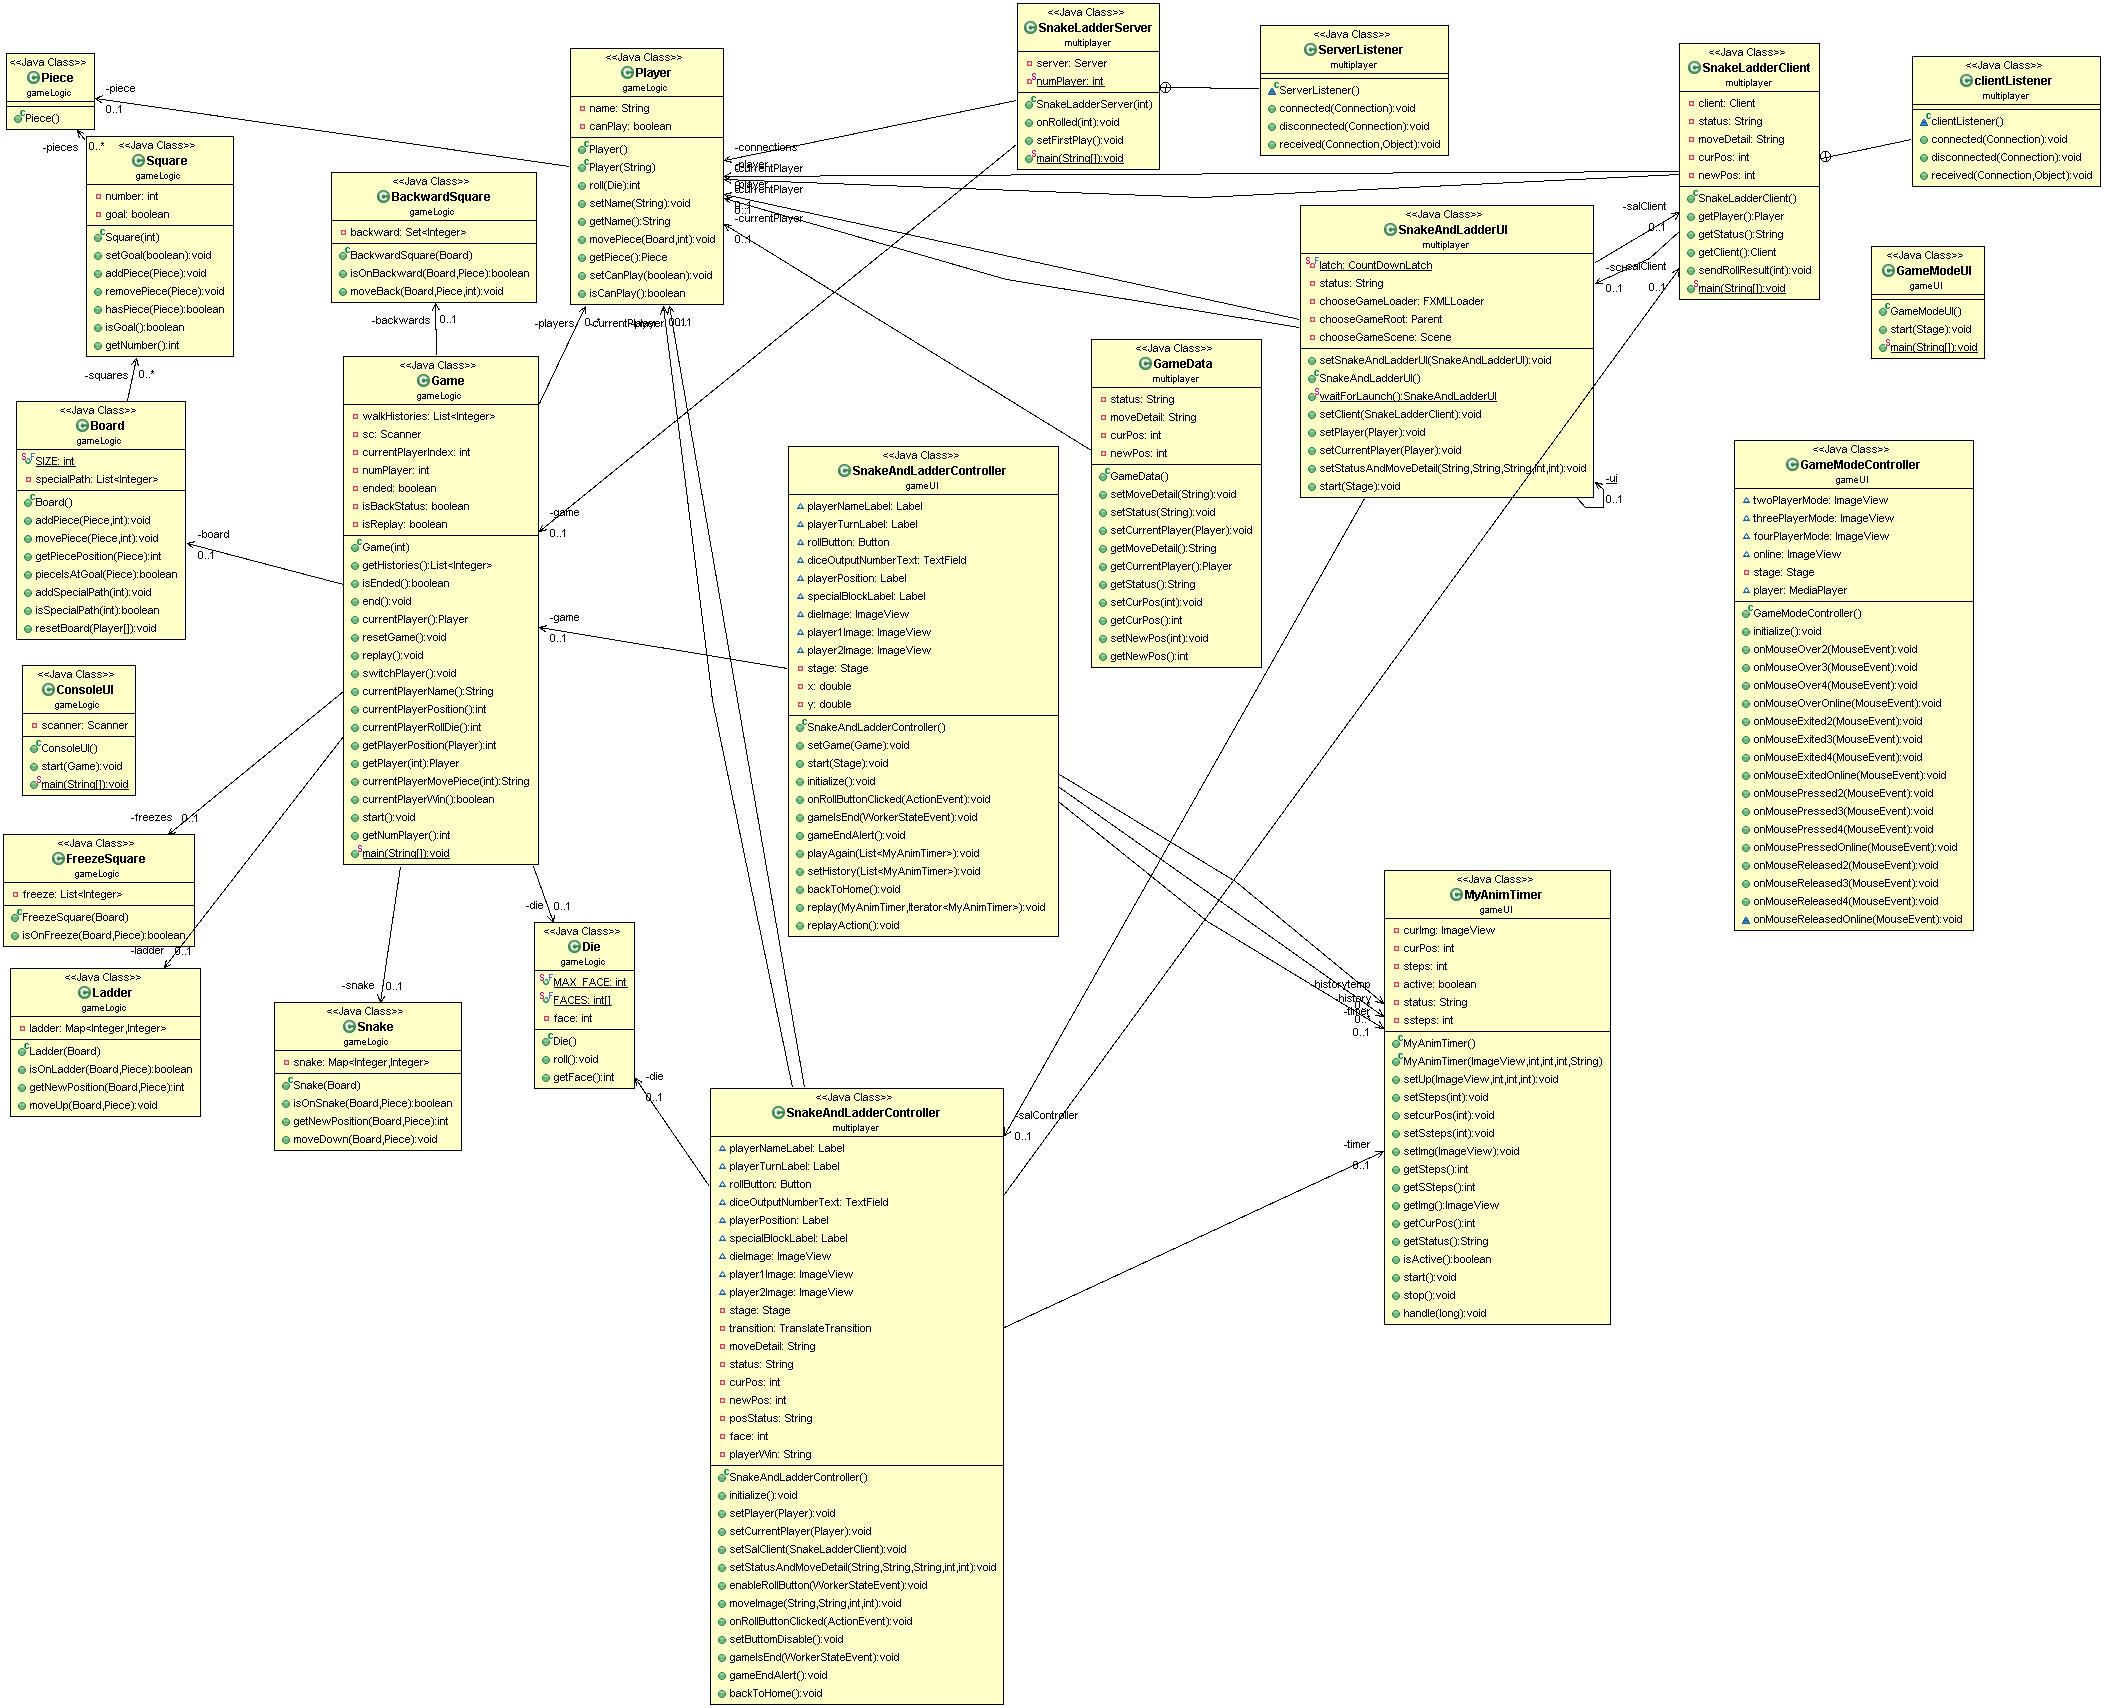 <<Java Class>>
Piece
gameLogic
Piece()
-piece
0..1
-pieces
0..*
<<Java Class>>
Square
gameLogic
number: int
goal: boolean
Square(int)
setGoal(boolean):void
addPiece(Piece):void
removePiece(Piece):void
hasPiece(Piece):boolean
isGoal():boolean
getNumber():int
-squares
0..*
<<Java Class>>
Board
gameLogic
SIZE: int
specialPath: List<Integer>
Board()
addPiece(Piece,int):void
movePiece(Piece,int):void
getPiecePosition(Piece):int
pieceIsAtGoal(Piece):boolean
addSpecialPath(int):void
isSpecialPath(int):boolean
resetBoard(Player[]):void
-board
0..1
<<Java Class>>
ConsoleUI
gameLogic
scanner: Scanner
ConsoleUI()
start(Game):void
main(String[]):void
-freezes
0..1
<<Java Class>>
FreezeSquare
gameLogic
freeze: List<Integer>
FreezeSquare(Board)
isOnFreeze(Board,Piece):boolean
-ladder
0..1
<<Java Class>>
Ladder
gameLogic
ladder: Map<Integer,Integer>
Ladder(Board)
isOnLadder(Board,Piece):boolean
getNewPosition(Board,Piece):int
moveUp(Board,Piece):void
<<Java Class>>
BackwardSquare
gameLogic
backward: Set<Integer>
BackwardSquare(Board)
isOnBackward(Board,Piece):boolean
moveBack(Board,Piece,int):void
-backwards
0..1
<<Java Class>>
Game
gameLogic
walkHistories: List<Integer>
sc: Scanner
currentPlayerIndex: int
numPlayer: int
ended: boolean
isBackStatus: boolean
isReplay: boolean
Game(int)
getHistories():List<Integer>
isEnded():boolean
end():void
currentPlayer():Player
resetGame():void
replay():void
switchPlayer():void
currentPlayerName():String
currentPlayerPosition():int
currentPlayerRollDie():int
getPlayerPosition(Player):int
getPlayer(int):Player
currentPlayerMovePiece(int):String
currentPlayerWin():boolean
start():void
getNumPlayer():int
main(String[]):void
-snake
0..1
<<Java Class>>
Snake
gameLogic
snake: Map<Integer,Integer>
Snake(Board)
isOnSnake(Board,Piece):boolean
getNewPosition(Board,Piece):int
moveDown(Board,Piece):void
-die
0..1
<<Java Class>>
Die
gameLogic
MAX_FACE: int
FACES: int[]
face: int
Die()
roll():void
getFace():int
-die
0..1
<<Java Class>>
Player
gameLogic
name: String
canPlay: boolean
Player()
Player(String)
roll(Die):int
setName(String):void
getName():String
movePiece(Board,int):void
getPiece():Piece
setCanPlay(boolean):void
isCanPlay():boolean
-connections
-player
-currentPlayer
-player
-currentPlayer
0..1
-currentPlayer
0..1
-players
-currentPlayer
-game
0..1
-game
0..1
<<Java Class>>
SnakeLadderServer
multiplayer
server: Server
numPlayer: int
SnakeLadderServer(int)
onRolled(int):void
setFirstPlay():void
main(String[]):void
<<Java Class>>
ServerListener
multiplayer
ServerListener()
connected(Connection):void
disconnected(Connection):void
received(Connection,Object):void
<<Java Class>>
SnakeLadderClient
multiplayer
client: Client
status: String
moveDetail: String
curPos: int
newPos: int
SnakeLadderClient()
getPlayer():Player
getStatus():String
getClient():Client
sendRollResult(int):void
main(String[]):void
<<Java Class>>
clientListener
multiplayer
clientListener()
connected(Connection):void
disconnected(Connection):void
received(Connection,Object):void
<<Java Class>>
SnakeAndLadderUI
multiplayer
latch: CountDownLatch
status: String
chooseGameLoader: FXMLLoader
chooseGameRoot: Parent
chooseGameScene: Scene
setSnakeAndLadderUI(SnakeAndLadderUI):void
SnakeAndLadderUI()
waitForLaunch():SnakeAndLadderUI
setClient(SnakeLadderClient):void
setPlayer(Player):void
setCurrentPlayer(Player):void
setStatusAndMoveDetail(String,String,String,int,int):void
start(Stage):void
-salClient
0..1
-salClient
0..1
0..1
-ui
0..1
<<Java Class>>
GameModeUI
gameUI
GameModeUI()
start(Stage):void
main(String[]):void
<<Java Class>>
GameData
multiplayer
status: String
moveDetail: String
curPos: int
newPos: int
GameData()
setMoveDetail(String):void
setStatus(String):void
setCurrentPlayer(Player):void
getMoveDetail():String
getCurrentPlayer():Player
getStatus():String
setCurPos(int):void
getCurPos():int
setNewPos(int):void
getNewPos():int
<<Java Class>>
SnakeAndLadderController
gameUI
playerNameLabel: Label
playerTurnLabel: Label
rollButton: Button
diceOutputNumberText: TextField
playerPosition: Label
specialBlockLabel: Label
dieImage: ImageView
player1Image: ImageView
player2Image: ImageView
stage: Stage
x: double
y: double
SnakeAndLadderController()
setGame(Game):void
start(Stage):void
initialize():void
onRollButtonClicked(ActionEvent):void
gameIsEnd(WorkerStateEvent):void
gameEndAlert():void
playAgain(List<MyAnimTimer>):void
setHistory(List<MyAnimTimer>):void
backToHome():void
replay(MyAnimTimer,Iterator<MyAnimTimer>):void
replayAction():void
<<Java Class>>
GameModeController
gameUI
twoPlayerMode: ImageView
threePlayerMode: ImageView
fourPlayerMode: ImageView
online: ImageView
stage: Stage
player: MediaPlayer
GameModeController()
initialize():void
onMouseOver2(MouseEvent):void
onMouseOver3(MouseEvent):void
onMouseOver4(MouseEvent):void
onMouseOverOnline(MouseEvent):void
onMouseExited2(MouseEvent):void
onMouseExited3(MouseEvent):void
onMouseExited4(MouseEvent):void
onMouseExitedOnline(MouseEvent):void
onMousePressed2(MouseEvent):void
onMousePressed3(MouseEvent):void
onMousePressed4(MouseEvent):void
onMousePressedOnline(MouseEvent):void
onMouseReleased2(MouseEvent):void
onMouseReleased3(MouseEvent):void
onMouseReleased4(MouseEvent):void
onMouseReleasedOnline(MouseEvent):void
-historytemp
-history
-timer
0..1
<<Java Class>>
MyAnimTimer
gameUI
curImg: ImageView
curPos: int
steps: int
active: boolean
status: String
ssteps: int
MyAnimTimer()
MyAnimTimer(ImageView,int,int,int,String)
setUp(ImageView,int,int,int):void
setSteps(int):void
setcurPos(int):void
setSsteps(int):void
setImg(ImageView):void
getSteps():int
getSSteps():int
getImg():ImageView
getCurPos():int
getStatus():String
isActive():boolean
start():void
stop():void
handle(long):void
-salController
0..1
-timer
0..1
<<Java Class>>
SnakeAndLadderController
multiplayer
playerNameLabel: Label
playerTurnLabel: Label
rollButton: Button
diceOutputNumberText: TextField
playerPosition: Label
specialBlockLabel: Label
dieImage: ImageView
player1Image: ImageView
player2Image: ImageView
stage: Stage
transition: TranslateTransition
moveDetail: String
status: String
curPos: int
newPos: int
posStatus: String
face: int
playerWin: String
SnakeAndLadderController()
initialize():void
setPlayer(Player):void
setCurrentPlayer(Player):void
setSalClient(SnakeLadderClient):void
setStatusAndMoveDetail(String,String,String,int,int):void
enableRollButton(WorkerStateEvent):void
moveImage(String,String,int,int):void
onRollButtonClicked(ActionEvent):void
setButtomDisable():void
gameIsEnd(WorkerStateEvent):void
gameEndAlert():void
backToHome():void